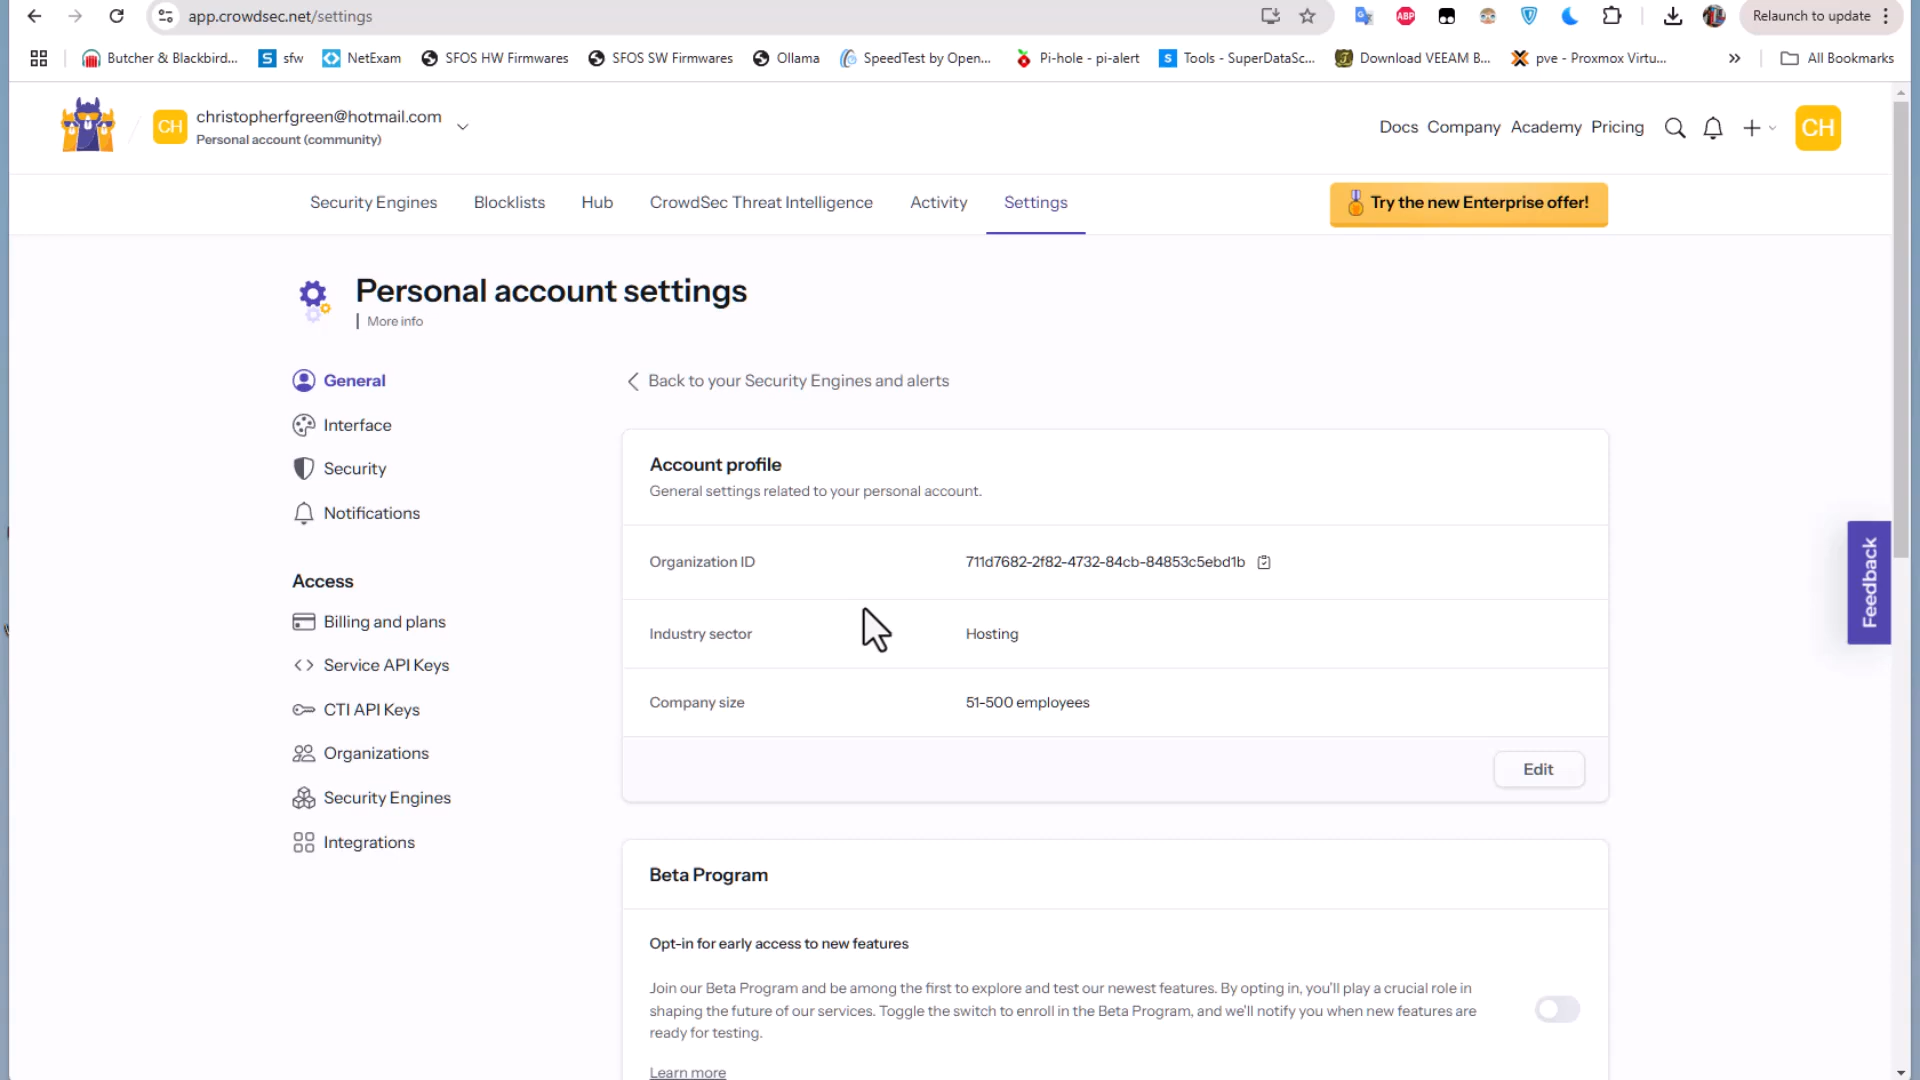 app.crowdsec.net/settings
ABP
Relaunch to update
Butcher & Blackbird...
S
sfw
NetExam
SFOS HW Firmwares
SFOS SW Firmwares
Ollama
SpeedTest by Open...
Pi-hole - pi-alert
S
Tools - SuperDataSc...
Download VEEAM B...
pve - Proxmox Virtu...
All Bookmarks
CH
christopherfgreen@hotmail.com
Personal account (community)
Docs
Company
Academy
Pricing
CH
Security Engines
Blocklists
Hub
CrowdSec Threat Intelligence
Activity
Settings
Try the new Enterprise offer!
Personal account settings
More info
General
Interface
Security
Notifications
Access
Billing and plans
Service API Keys
CTI API Keys
Organizations
Security Engines
Integrations
Back to your Security Engines and alerts
Account profile
General settings related to your personal account.
Organization ID
711d7682-2f82-4732-84cb-84853c5ebd1b
Industry sector
Hosting
Company size
51-500 employees
Edit
Beta Program
Opt-in for early access to new features
Join our Beta Program and be among the first to explore and test our newest features. By opting in, you'll play a crucial role in
shaping the future of our services. Toggle the switch to enroll in the Beta Program, and we'll notify you when new features are
ready for testing.
Learn more
Feedback